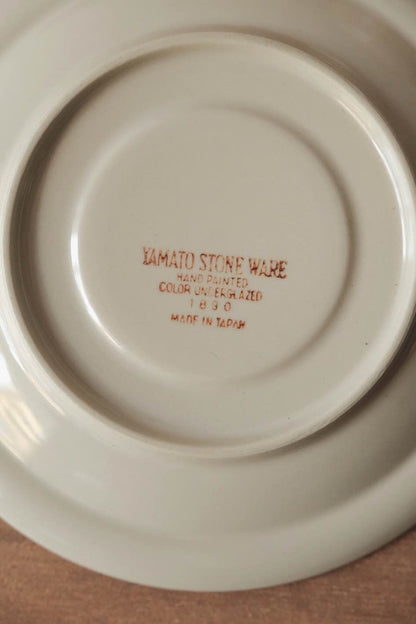 YAMATO STONE WARE
HAND PAINTED
COLOR UNDERGLAZED
1890
MADE IN JAPAN